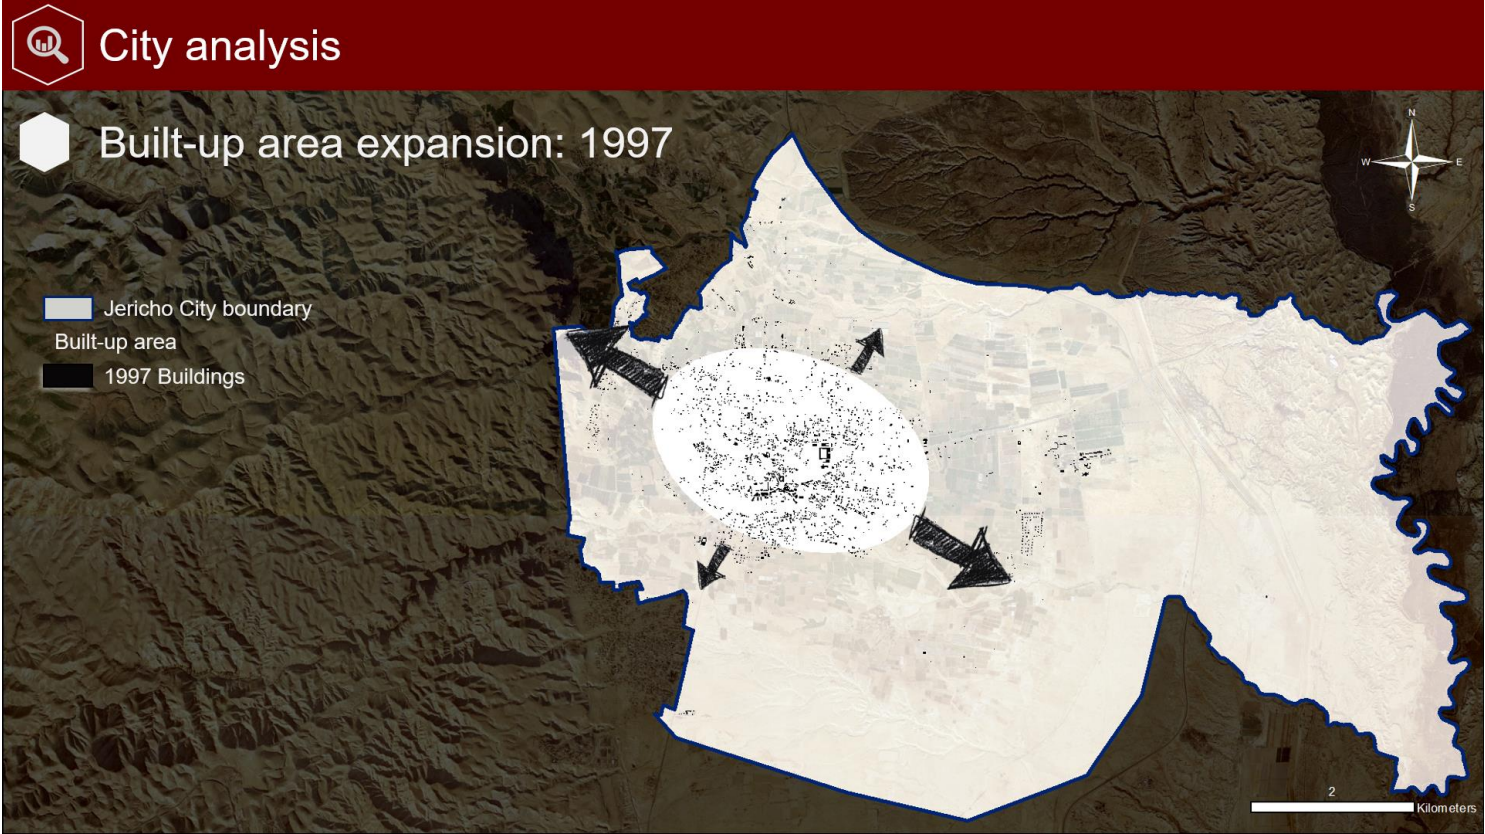 City analysis
Built-up area expansion: 1997
N
W E
S
Jericho City boundary
Built-up area
1997 Buildings
2
Kilometers